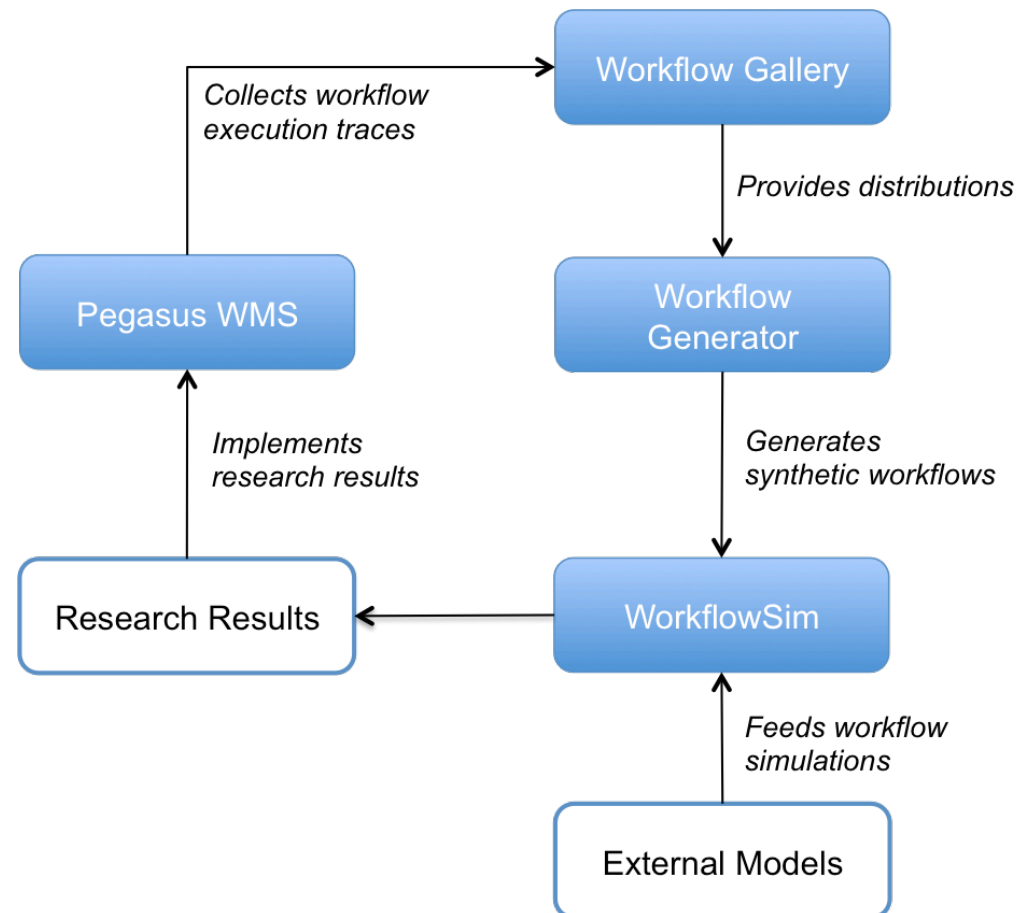 Workflow Gallery
Collects workflow
execution traces
Provides distributions
Pegasus WMS
Workflow
Generator
Implements
research results
Generates
synthetic workflows
Research Results
WorkflowSim
Feeds workflow
simulations
External Models